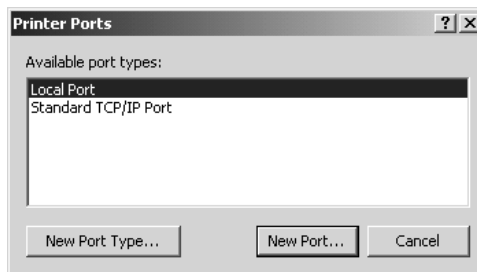 Printer Ports
Available port types:
Local Port
Standard TCP/IP Port
New Port Type...
New Port...
Cancel